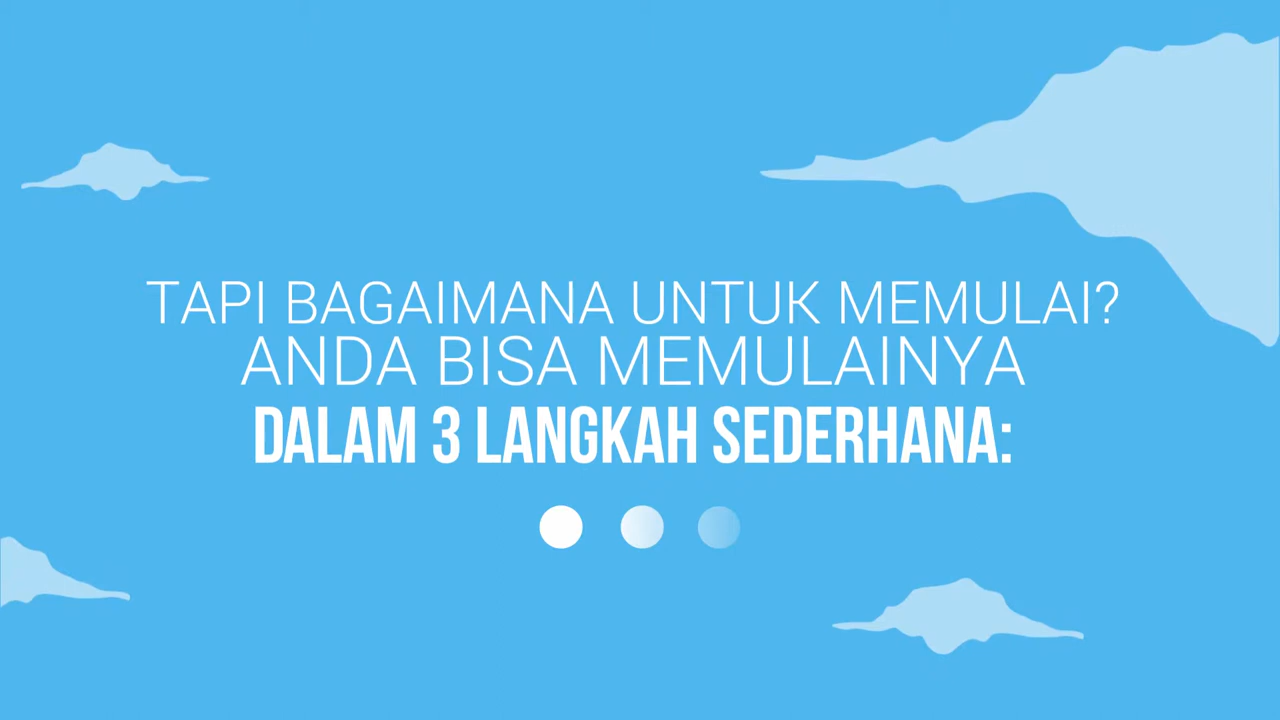 TAPI BAGAIMANA UNTUK MEMULAI?
ANDA BISA MEMULAINYA
DALAM 3 LANGKAH SEDERHANA: